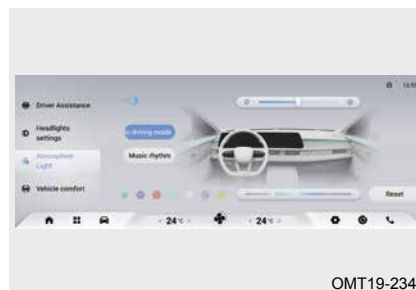 Driver Assistance
Headlights
settings
Atmosphere
Light
Vehicle comfort
n driving mode
Music rhythm
Reset
24
24
OMT19-234